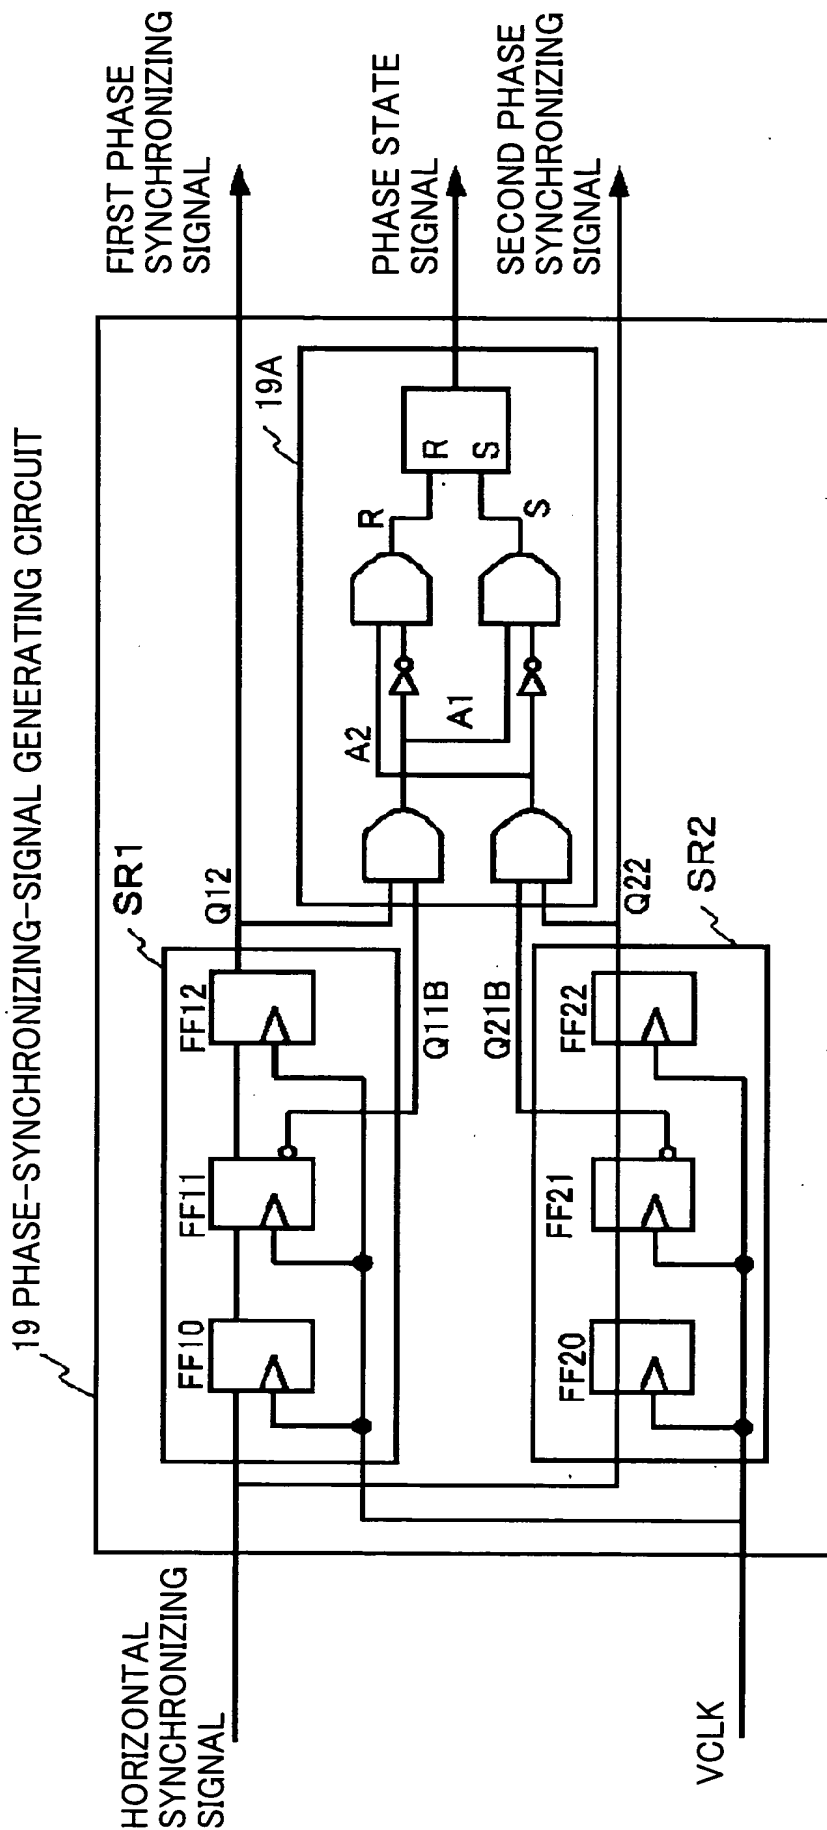 19 PHASE-SYNCHRONIZING-SIGNAL GENERATING CIRCUIT
HORIZONTAL
SYNCHRONIZING
SIGNAL
VCLK
SR1
FF10
FF11
FF12
Q12
Q11B
Q21B
FF20
FF21
FF22
Q22
SR2
19A
A2
A1
R
S
R
S
FIRST PHASE
SYNCHRONIZING
SIGNAL
PHASE STATE
SIGNAL
SECOND PHASE
SYNCHRONIZING
SIGNAL